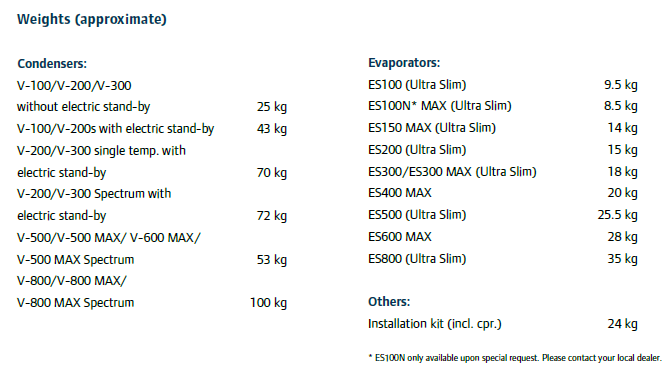 Weights (approximate)
Condensers:
V-100/V-200/V-300
without electric stand-by 25 kg
V-100/V-200s with electric stand-by 43 kg
V-200/V-300 single temp. with
electric stand-by 70 kg
V-200/V-300 Spectrum with
electric stand-by 72 kg
V-500/V-500 MAX/ V-600 MAX/
V-500 MAX Spectrum 53 kg
V-800/V-800 MAX/
V-800 MAX Spectrum 100 kg
Evaporators:
ES100 (Ultra Slim) 9.5 kg
ES100N* MAX (Ultra Slim) 8.5 kg
ES150 MAX (Ultra Slim) 14 kg
ES200 (Ultra Slim) 15 kg
ES300/ES300 MAX (Ultra Slim) 18 kg
ES400 MAX 20 kg
ES500 (Ultra Slim) 25.5 kg
ES600 MAX 28 kg
ES800 (Ultra Slim) 35 kg
Others:
Installation kit (incl. cpr.) 24 kg
* ES100N only available upon special request. Please contact your local dealer.